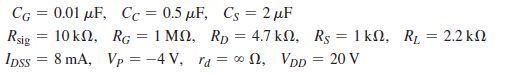 C_G = 0.01 μF, C_C = 0.5 μF, C_S = 2 μF
R_sig = 10 kΩ, R_G = 1 MΩ, R_D = 4.7 kΩ, R_S = 1 kΩ, R_L = 2.2 kΩ
I_DSS = 8 mA, V_P = −4 V, r_d = ∞ Ω, V_DD = 20 V